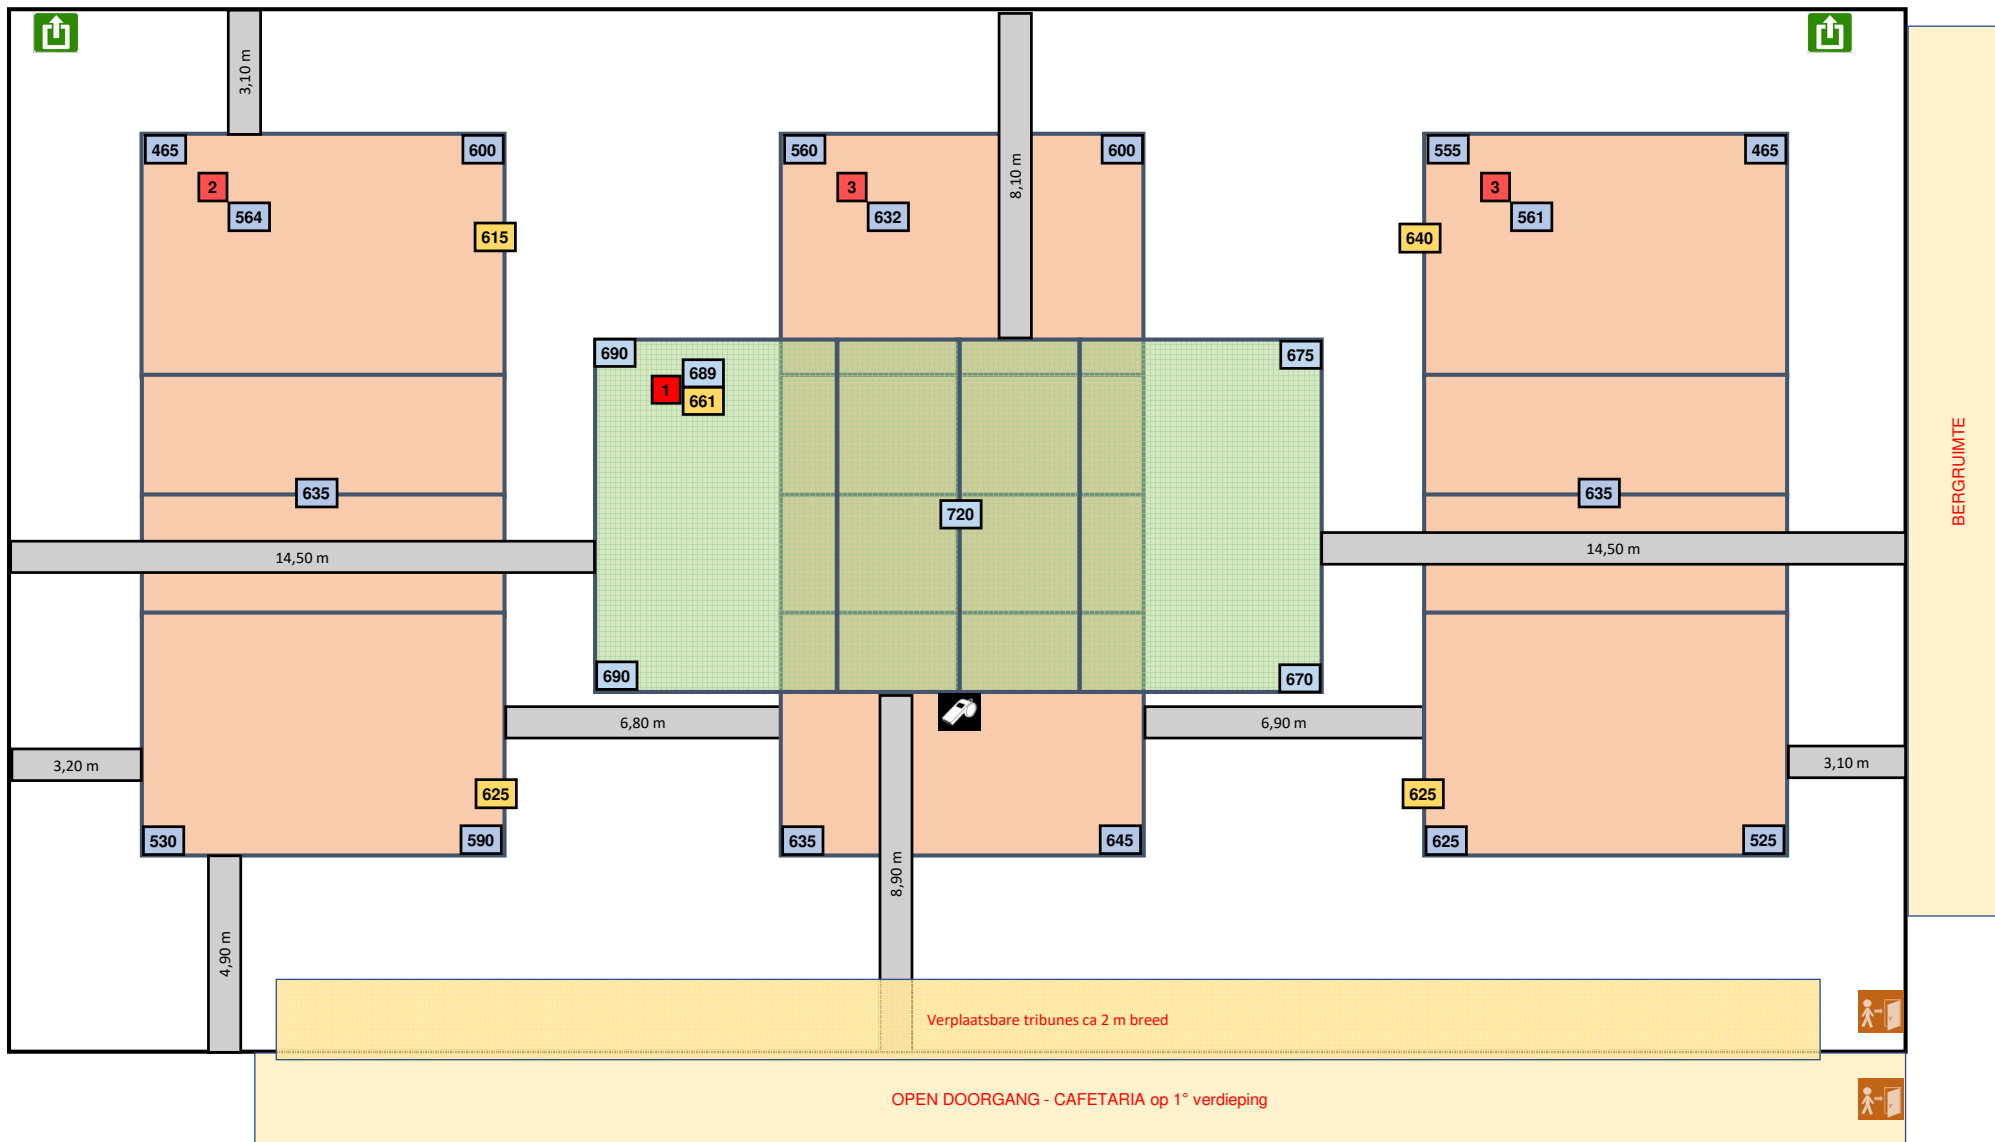 3,10 m
8,10 m
465
600
560
600
555
465
2
3
3
564
632
561
615
640
690
675
689
1
661
635
635
720
14,50 m
14,50 m
BERGRUIMTE
690
670
6,80 m
6,90 m
3,20 m
3,10 m
625
625
530
590
635
645
625
525
8,90 m
4,90 m
Verplaatsbare tribunes ca 2 m breed
OPEN DOORGANG - CAFETARIA op 1° verdieping